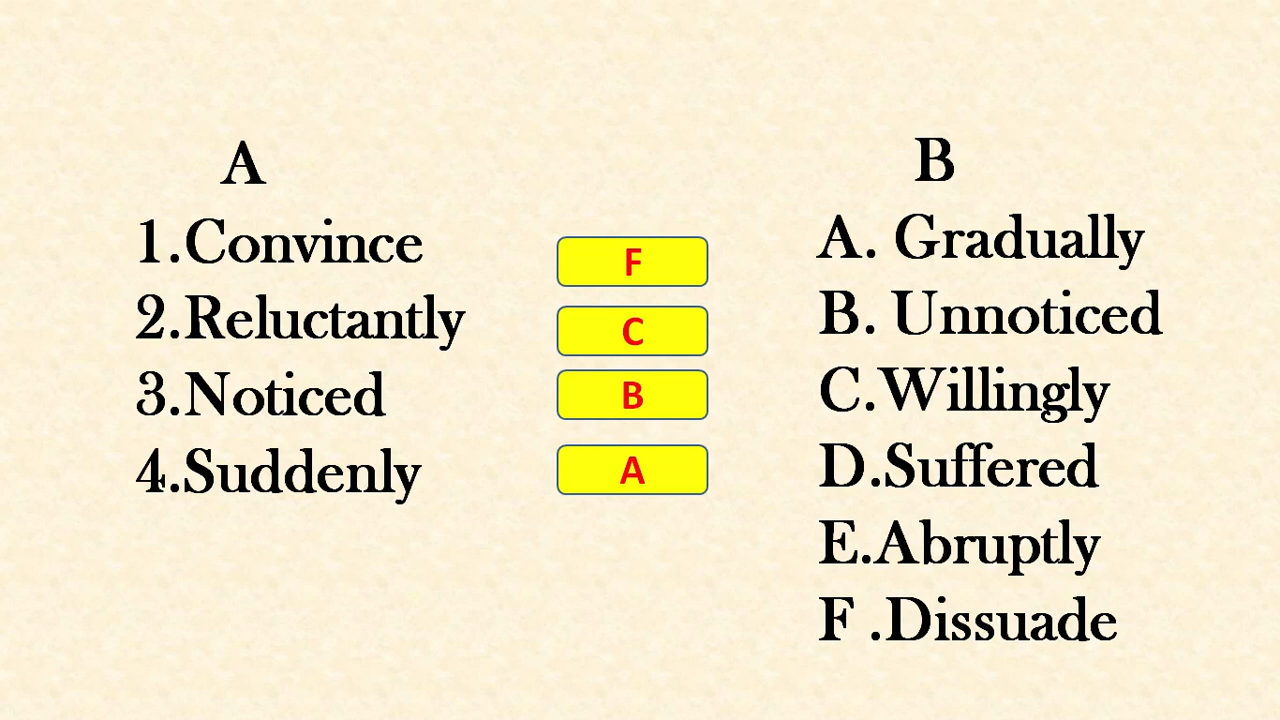 A
1.Convince
2.Reluctantly
3.Noticed
4.Suddenly
F
C
B
A
B
A. Gradually
B. Unnoticed
C.Willingly
D.Suffered
E.Abruptly
F .Dissuade